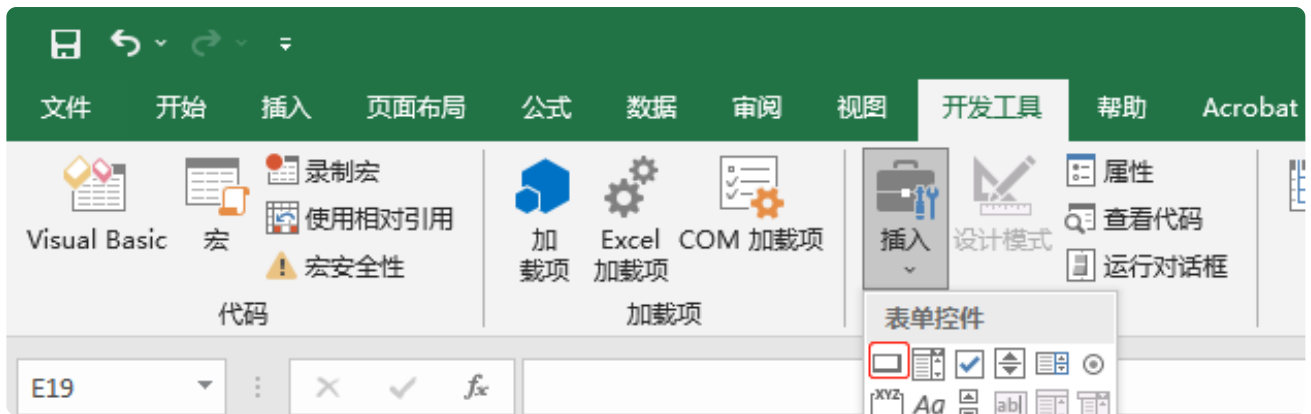 文件 开始 插入 页面布局 公式 数据 审阅 视图 开发工具 帮助 Acrobat
Visual Basic
宏
录制宏
使用相对引用
宏安全性
代码
加
载项
Excel
加载项
COM 加载项
加载项
插入
设计模式
属性
查看代码
运行对话框
表单控件
XYZ Aa ab
E19
fx